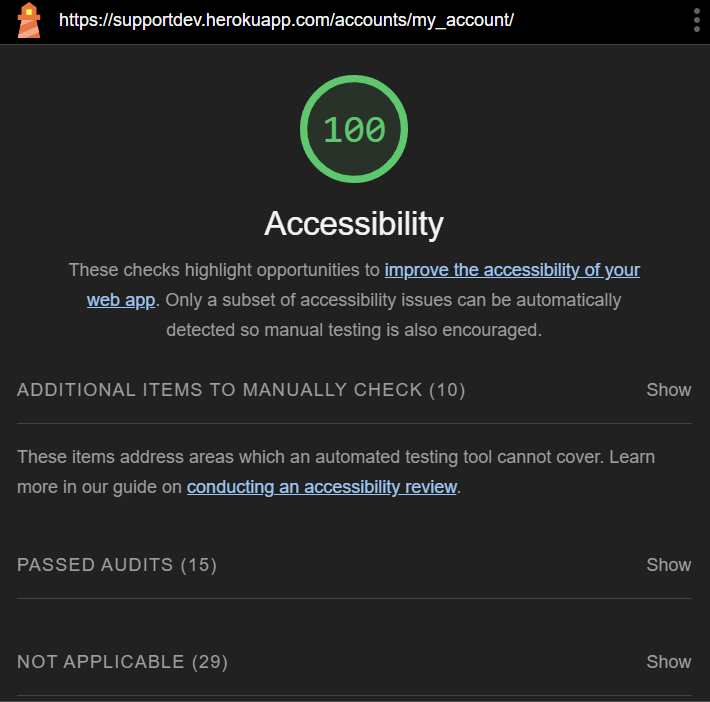 https://supportdev.herokuapp.com/accounts/my_account/
100
Accessibility
These checks highlight opportunities to improve the accessibility of your
web app. Only a subset of accessibility issues can be automatically
detected so manual testing is also encouraged.
ADDITIONAL ITEMS TO MANUALLY CHECK (10) Show
These items address areas which an automated testing tool cannot cover. Learn
more in our guide on conducting an accessibility review.
PASSED AUDITS (15) Show
NOT APPLICABLE (29) Show